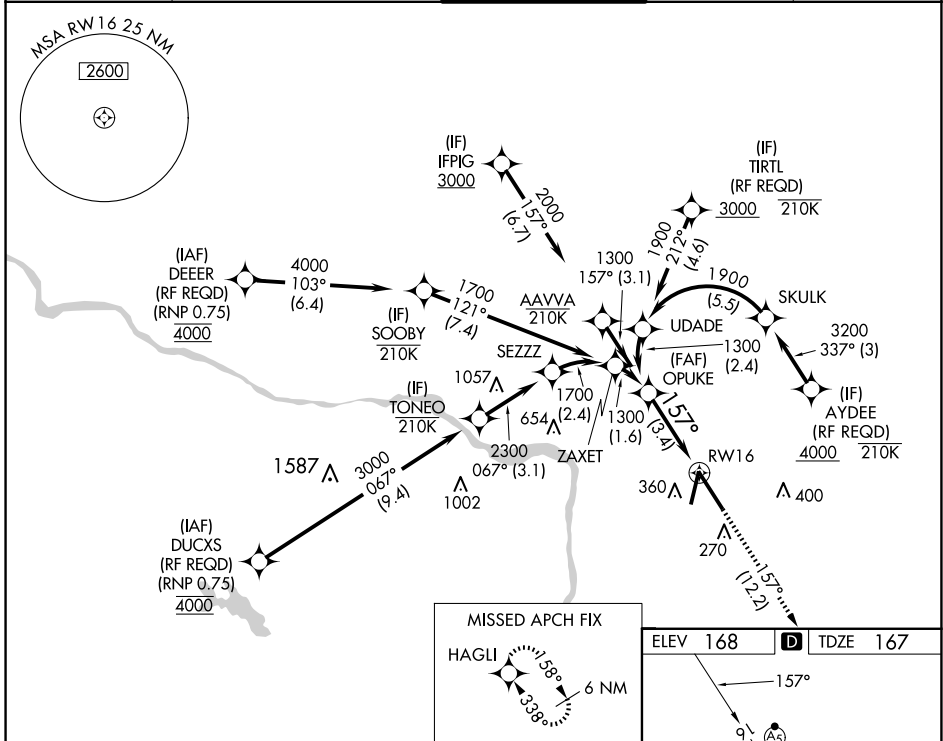 MSA RW16 25 NM
2600
(IF)
IFPIG
3000
2000
157°
(6.7)
(IF)
TIRTL
(RF REQD)
3000 210K
1900
212°
(4.6)
(IAF)
DEEER
(RF REQD)
(RNP 0.75)
4000
4000
103°
(6.4)
(IF)
SOOBY
210K
1700
121°
(7.4)
1300
157° (3.1)
AAVVA
210K
1900
(5.5)
SKULK
UDADE
1300
(2.4)
3200
337° (3)
(IF)
AYDEE
(RF REQD)
4000 210K
SEZZZ
1700
(2.4)
(FAF)
OPUKE
1300
(1.6)
ZAXET
157°
(3.4)
1057
654
(IF)
TONEO
210K
2300
067° (3.1)
1587
3000
067°
(9.4)
1002
RW16
360
400
270
157°
(12.2)
(IAF)
DUCXS
(RF REQD)
(RNP 0.75)
4000
MISSED APCH FIX
HAGLI
158°
338°
6 NM
ELEV 168 D TDZE 167
157°
16
A5